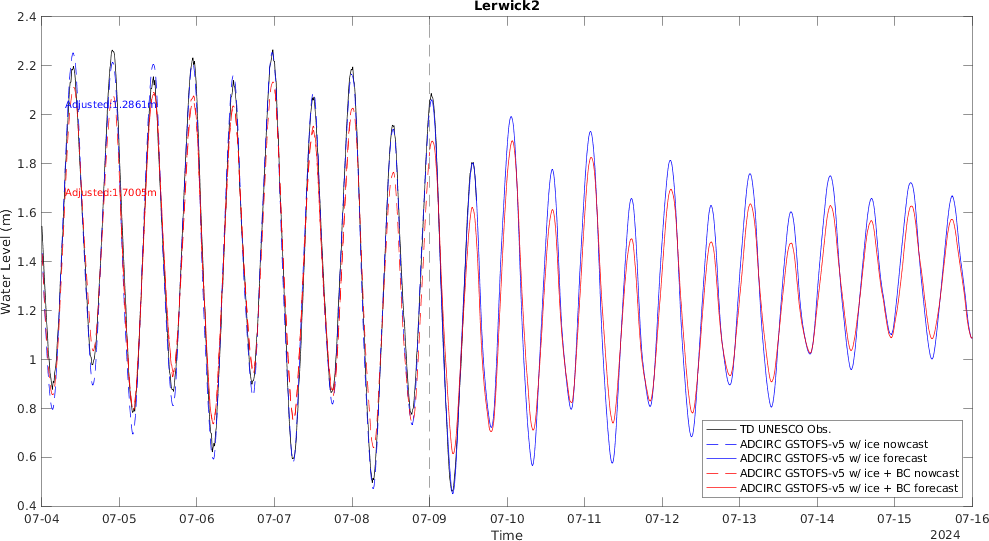 Lerwick2
2.4
2.2
2
1.8
1.6
1.4
1.2
1
0.8
0.6
0.4
Water Level (m)
Adjusted:1.2861m
Adjusted:1.7005m
TD UNESCO Obs.
ADCIRC GSTOFS-v5 w/ ice nowcast
ADCIRC GSTOFS-v5 w/ ice forecast
ADCIRC GSTOFS-v5 w/ ice + BC nowcast
ADCIRC GSTOFS-v5 w/ ice + BC forecast
07-04 07-05 07-06 07-07 07-08 07-09 07-10 07-11 07-12 07-13 07-14 07-15 07-16
Time
2024